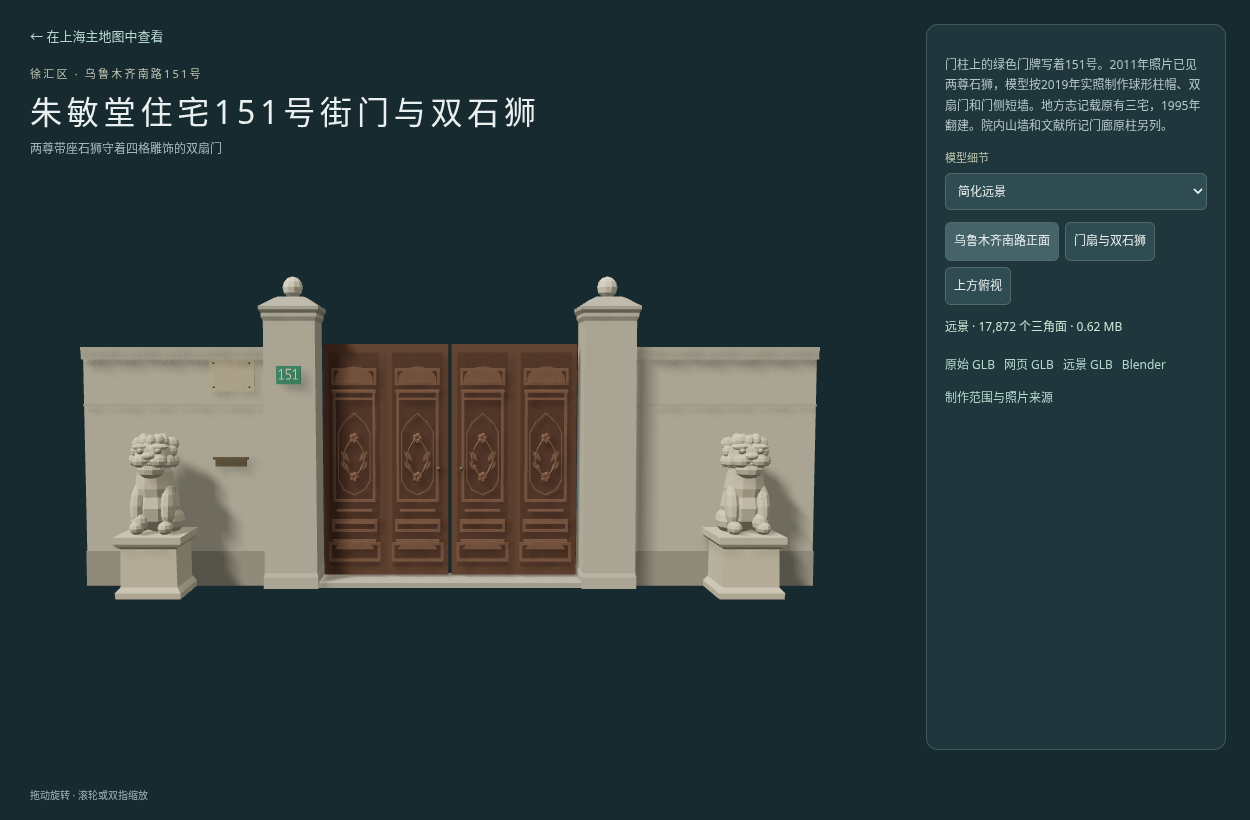 ← 在上海主地图中查看
徐汇区 · 乌鲁木齐南路151号
朱敏堂住宅151号街门与双石狮
两尊带座石狮守着四格雕饰的双扇门
151
拖动旋转 · 滚轮或双指缩放
门柱上的绿色门牌写着151号。2011年照片已见
两尊石狮，模型按2019年实照制作球形柱帽、双
扇门和门侧短墙。地方志记载原有三宅，1995年
翻建。院内山墙和文献所记门廊原柱另列。
模型细节
简化远景
乌鲁木齐南路正面 门扇与双石狮
上方俯视
远景 · 17,872 个三角面 · 0.62 MB
原始 GLB 网页 GLB 远景 GLB Blender
制作范围与照片来源